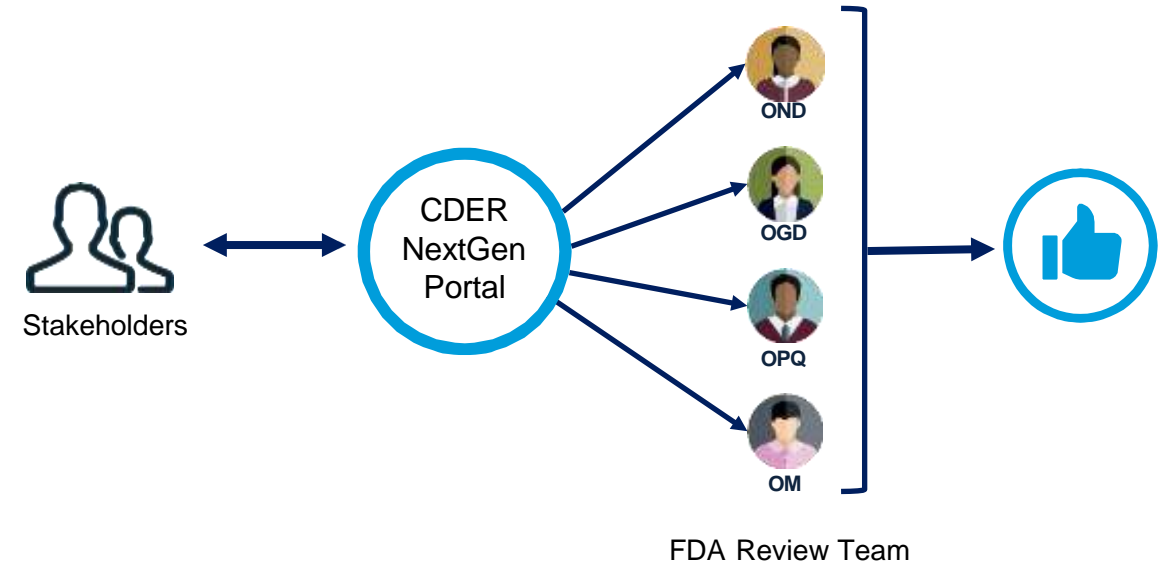 Stakeholders
CDER
NextGen
Portal
OND
OGD
OPQ
OM
FDA Review Team